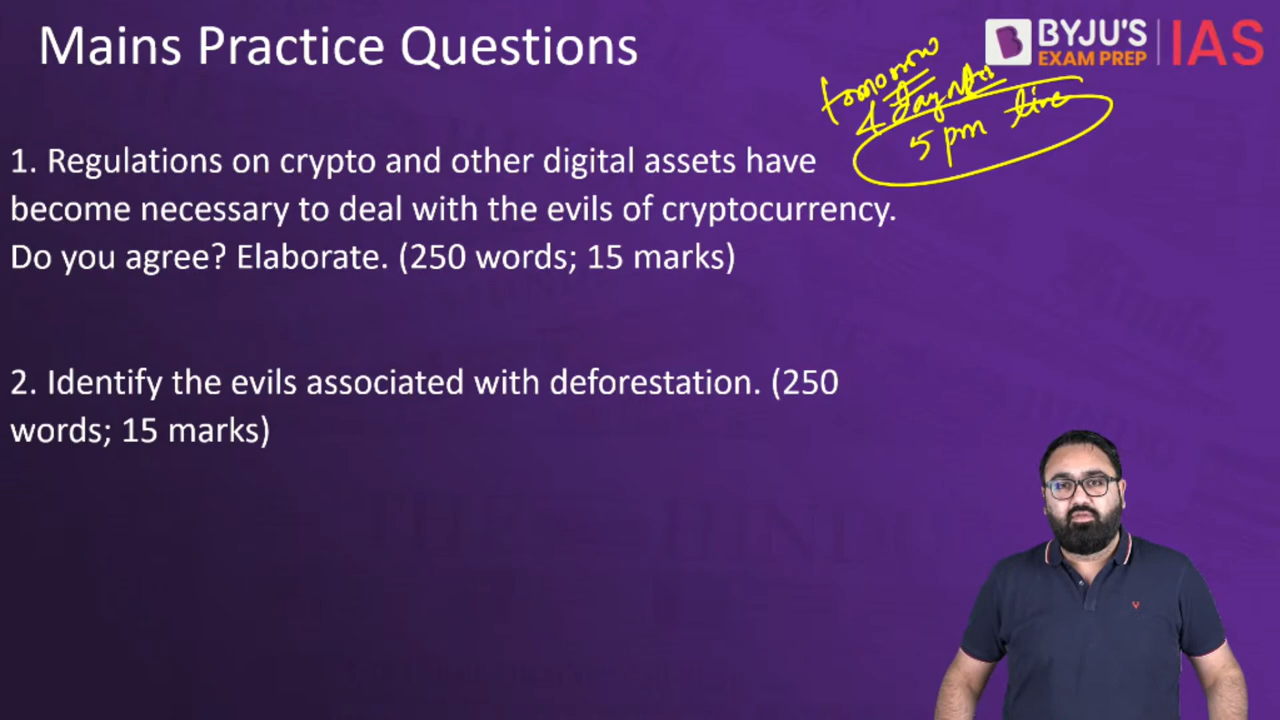 Mains Practice Questions
BYJU'S
EXAM PREP
IAS
tomorrow
5 pm live
1. Regulations on crypto and other digital assets have
become necessary to deal with the evils of cryptocurrency.
Do you agree? Elaborate. (250 words; 15 marks)
2. Identify the evils associated with deforestation. (250
words; 15 marks)